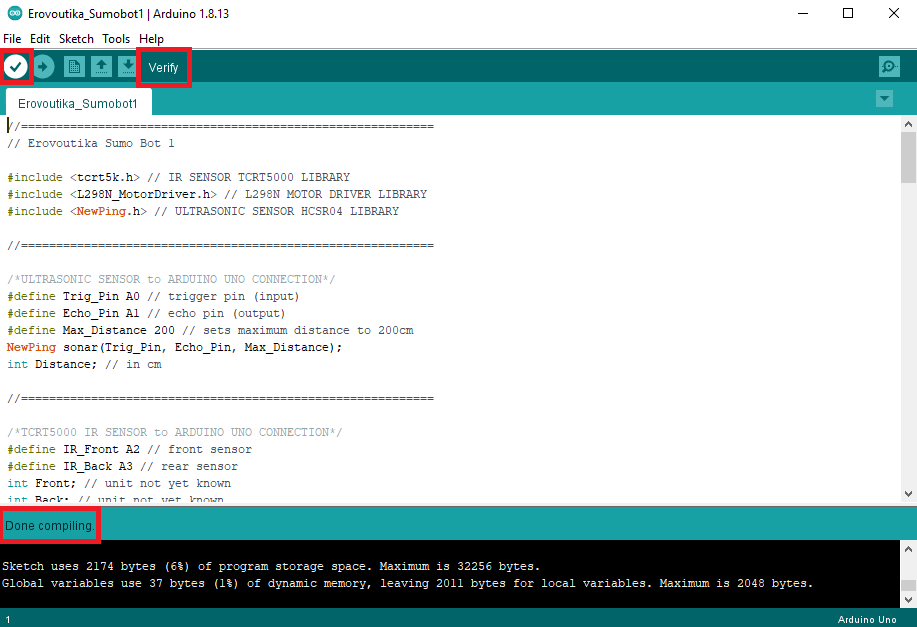 Erovoutika_Sumobot1 | Arduino 1.8.13
File Edit Sketch Tools Help
Verify
Erovoutika_Sumobot1
//===========================================================
// Erovoutika Sumo Bot 1
#include <tcrt5k.h> // IR SENSOR TCRT5000 LIBRARY
#include <L298N_MotorDriver.h> // L298N MOTOR DRIVER LIBRARY
#include <NewPing.h> // ULTRASONIC SENSOR HCSR04 LIBRARY
//===========================================================
/*ULTRASONIC SENSOR to ARDUINO UNO CONNECTION*/
#define Trig_Pin A0 // trigger pin (input)
#define Echo_Pin A1 // echo pin (output)
#define Max_Distance 200 // sets maximum distance to 200cm
NewPing sonar(Trig_Pin, Echo_Pin, Max_Distance);
int Distance; // in cm
//===========================================================
/*TCRT5000 IR SENSOR to ARDUINO UNO CONNECTION*/
#define IR_Front A2 // front sensor
#define IR_Back A3 // rear sensor
int Front; // unit not yet known
int Back; // unit not yet known
Done compiling.
Sketch uses 2174 bytes (6%) of program storage space. Maximum is 32256 bytes.
Global variables use 37 bytes (1%) of dynamic memory, leaving 2011 bytes for local variables. Maximum is 2048 bytes.
1
Arduino Uno